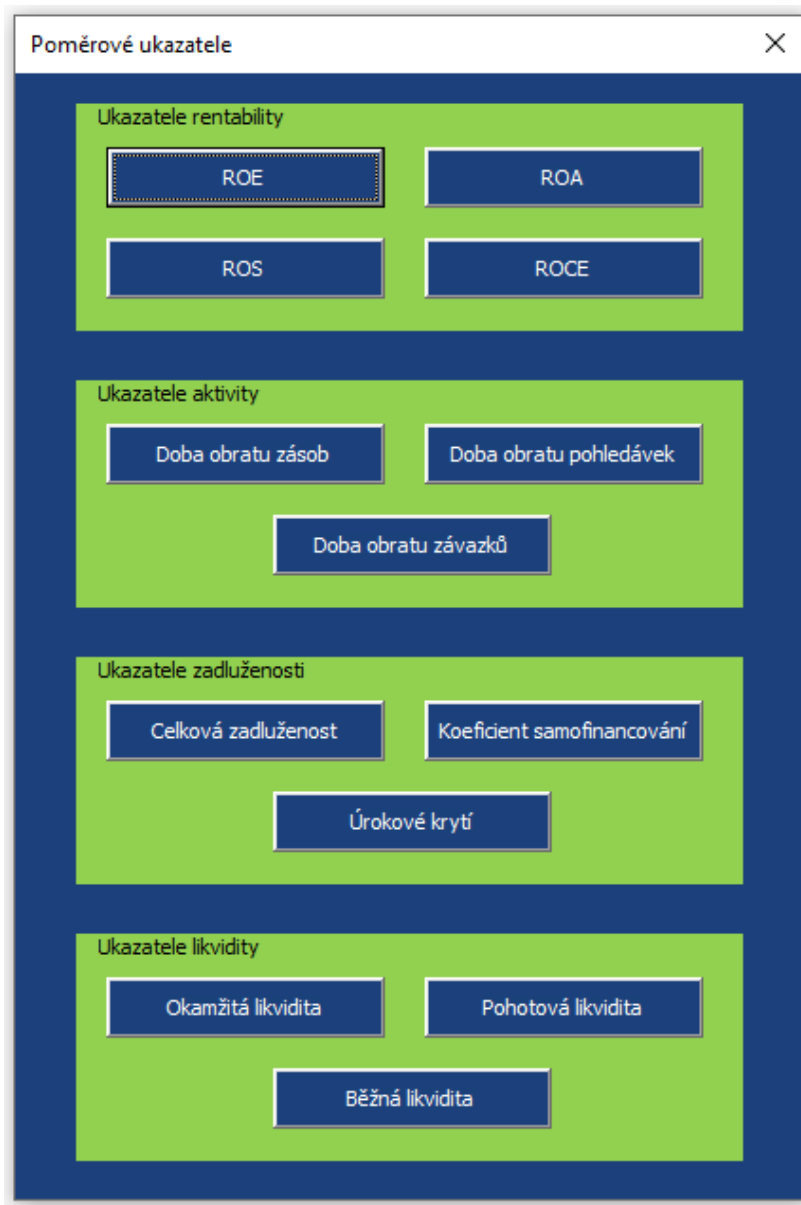 Poměrové ukazatele
Ukazatele rentability
ROE
ROA
ROS
ROCE
Ukazatele aktivity
Doba obratu zásob
Doba obratu pohledávek
Doba obratu závazků
Ukazatele zadluženosti
Celková zadluženost
Koeficient samofinancování
Úrokové krytí
Ukazatele likvidity
Okamžitá likvidita
Pohotová likvidita
Běžná likvidita